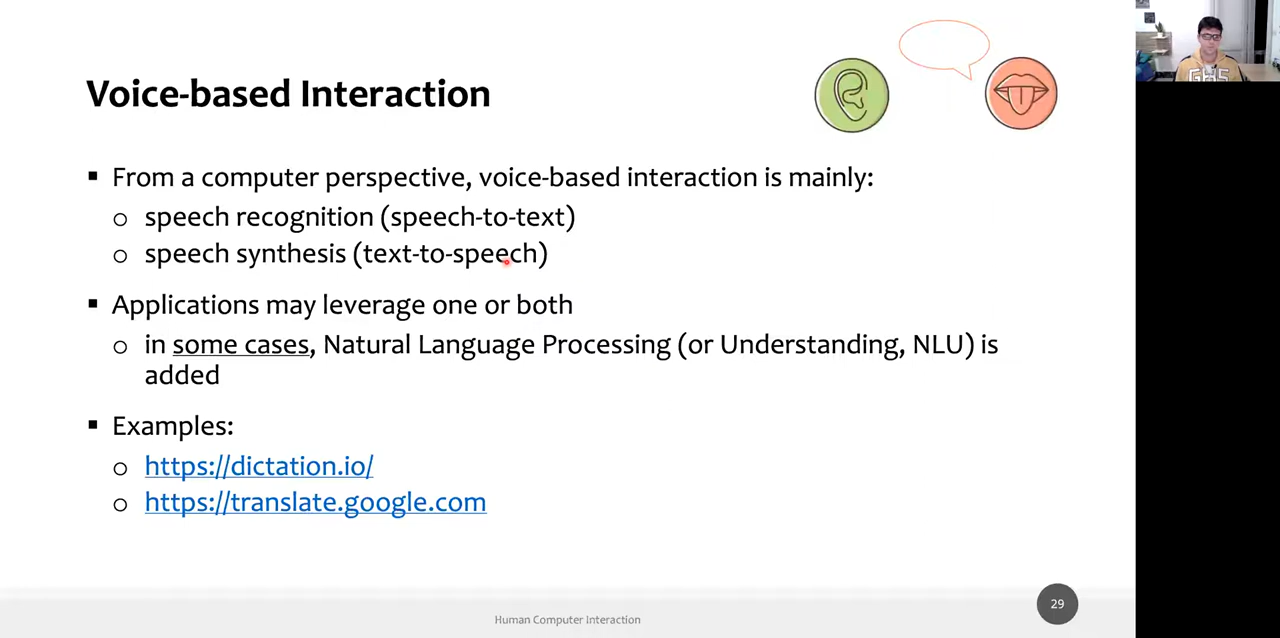 Voice-based Interaction
▪ From a computer perspective, voice-based interaction is mainly:
o speech recognition (speech-to-text)
o speech synthesis (text-to-speech)
▪ Applications may leverage one or both
o in some cases, Natural Language Processing (or Understanding, NLU) is
added
▪ Examples:
o https://dictation.io/
o https://translate.google.com
Human Computer Interaction
29
GHS